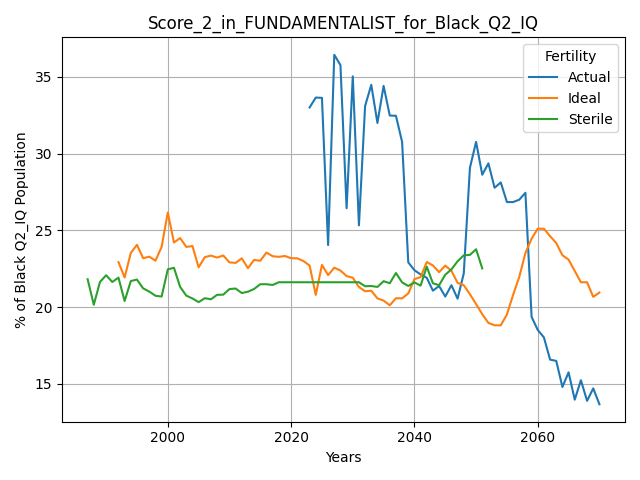 Score_2_in_FUNDAMENTALIST_for_Black_Q2_IQ
% of Black Q2_IQ Population
35
30
25
20
15
Fertility
Actual
Ideal
Sterile
2000 2020 2040 2060
Years